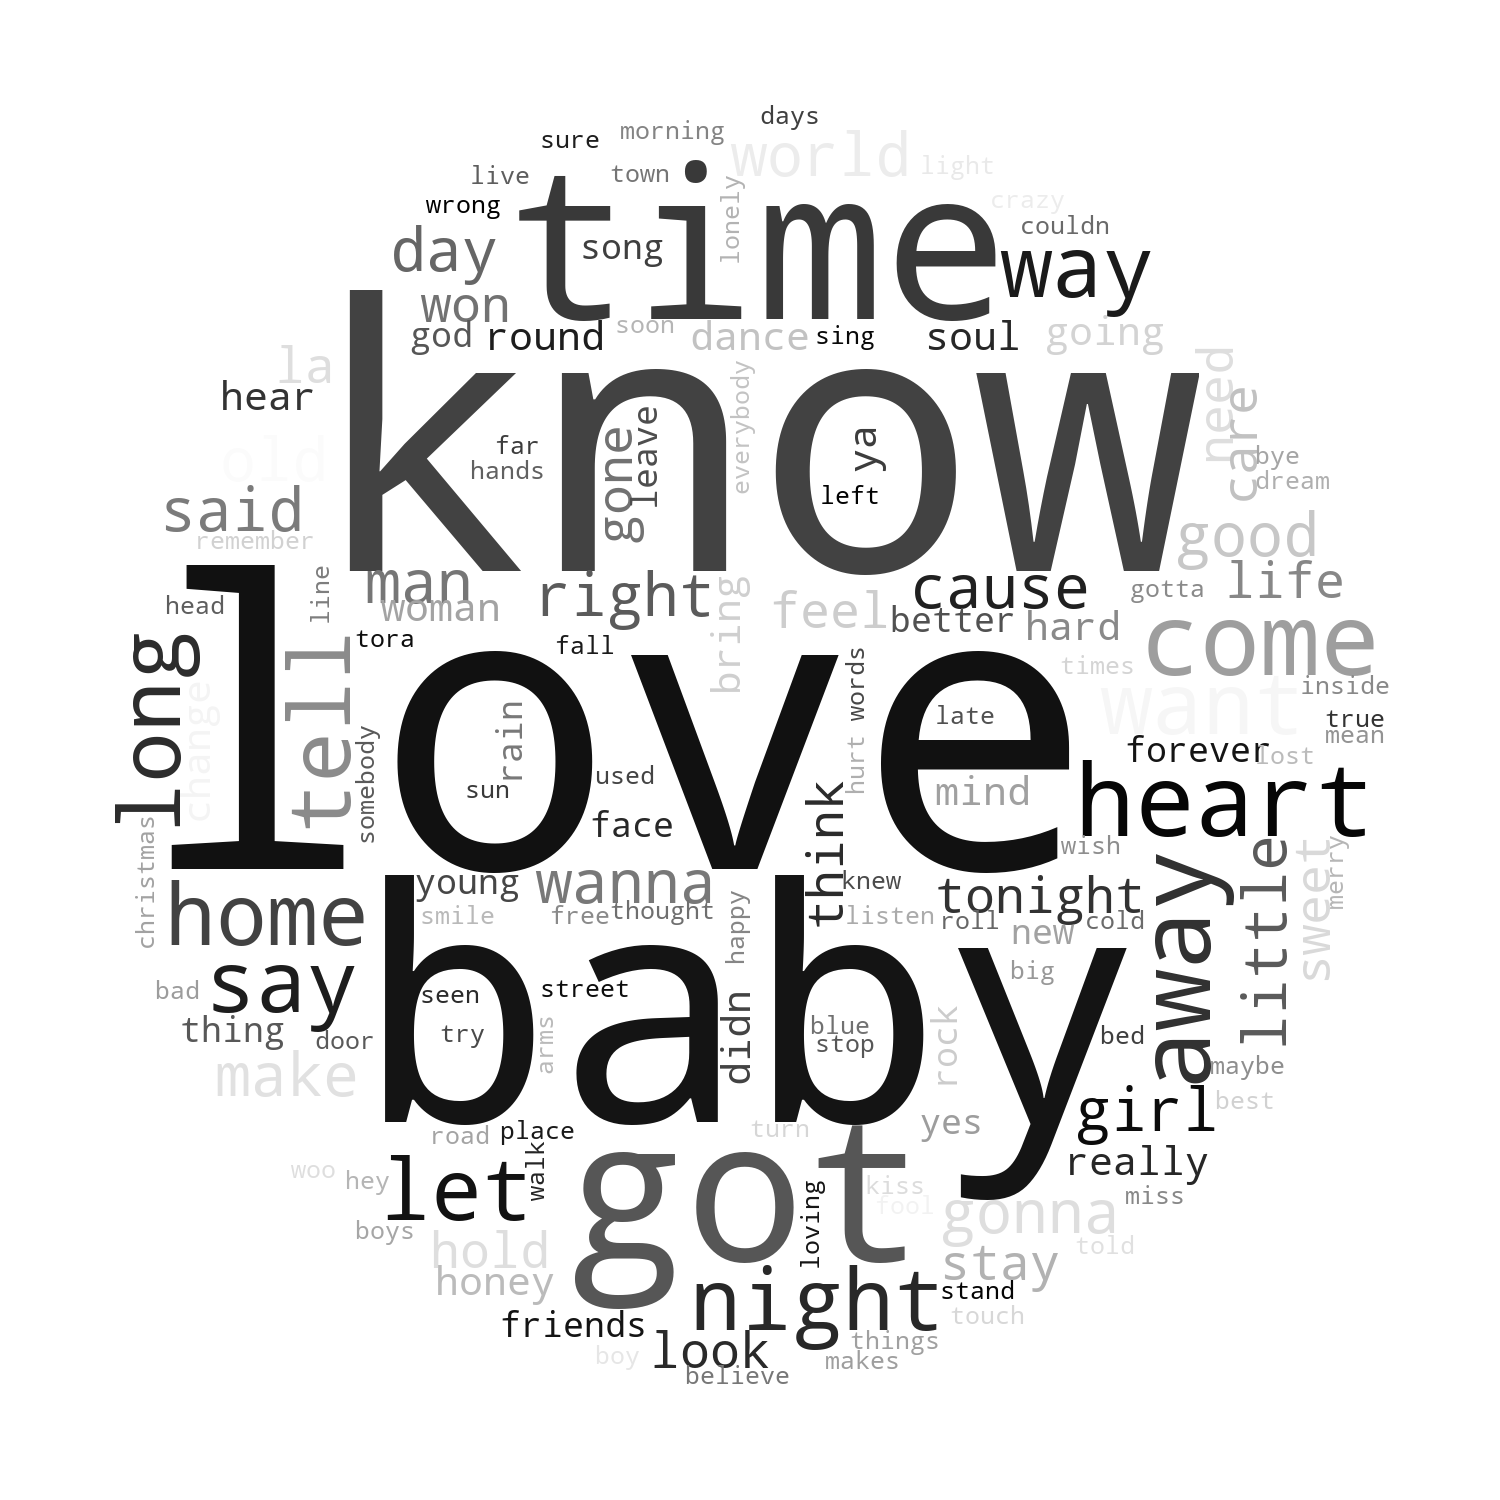 days
sure
morning
world
light
time
live
town
lonely
crazy
wrong
couldn
day
song
way
won
god
round
soon
dance
sing
soul
going
la
know
need
hear
care
everybody
leave
gone
ya
old
far
hands
left
bye
dream
said
good
remember
man
right
cause
life
line
woman
bring
feel
gotta
love
head
better
hard
come
tora
fall
long
tell
words
times
want
inside
change
rain
late
true
mean
somebody
hurt
forever
lost
sun
used
mind
heart
think
face
christmas
wish
little
sweet
merry
young
wanna
knew
tonight
home
baby
smile
free
thought
happy
listen
roll
cold
away
new
say
big
bad
seen
street
didn
thing
door
try
arms
blue
stop
rock
bed
make
maybe
girl
best
road
place
turn
yes
got
walk
let
really
woo
hey
loving
kiss
miss
fool
boys
gonna
hold
told
honey
stay
night
stand
friends
touch
look
things
boy
makes
believe